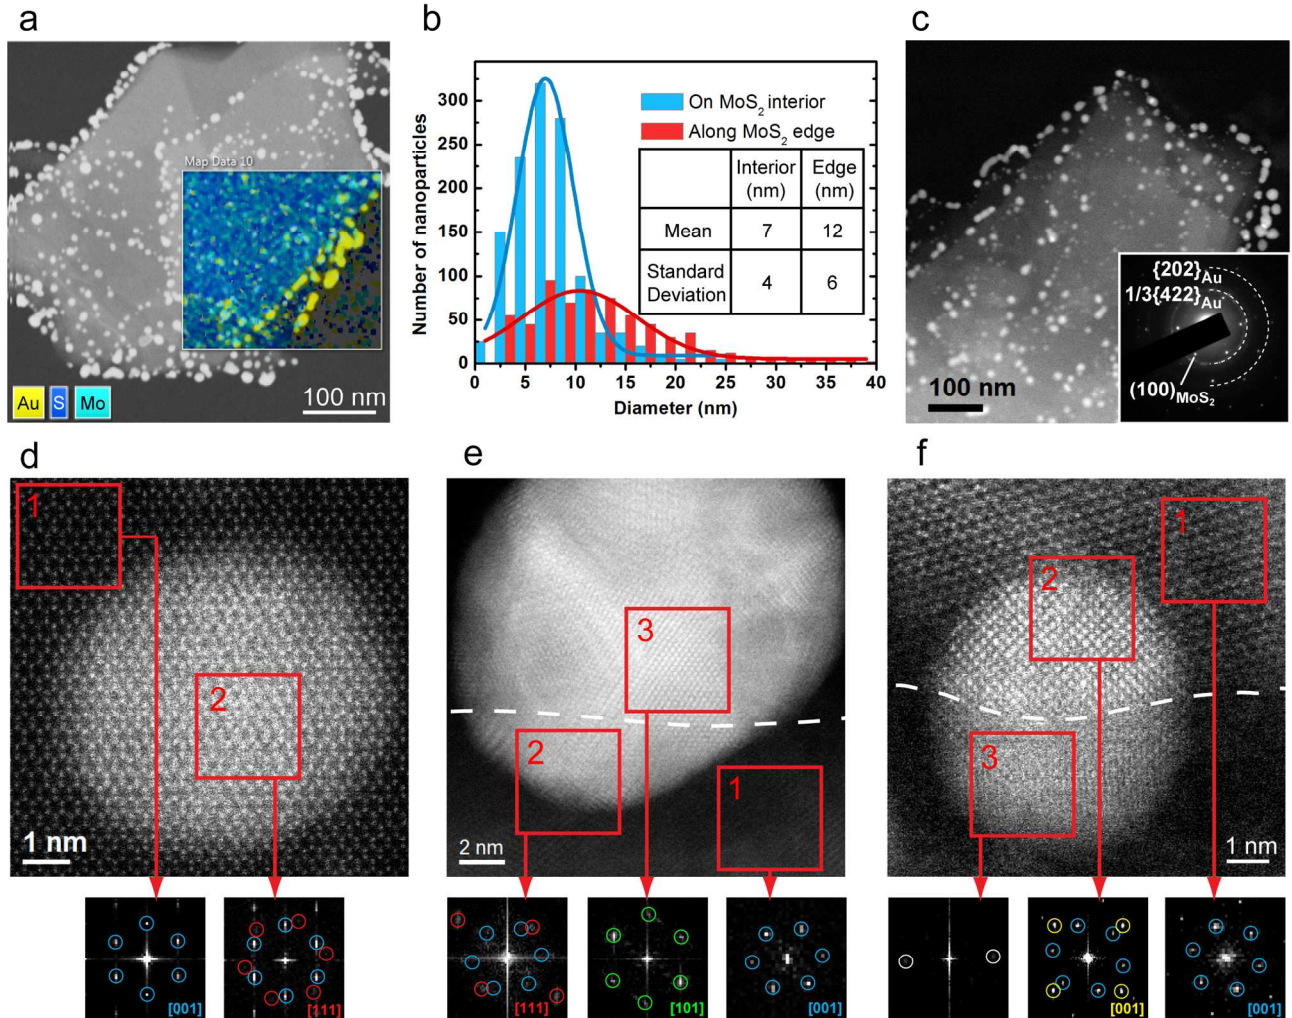 a
Map Data 10
Au
S
Mo
100 nm
b
Number of nanoparticles
300
250
200
150
100
50
0
0
5
10
15
20
25
30
35
40
Diameter (nm)
On MoS₂ interior
Along MoS₂ edge
Interior (nm)
Edge (nm)
Mean
7
12
Standard Deviation
4
6
c
100 nm
{202}Au
1/3{422}Au
(100)MoS₂
d
1
2
1 nm
[001]
[111]
e
3
2
1
2 nm
[111]
[101]
[001]
f
1
2
3
1 nm
[001]
[001]